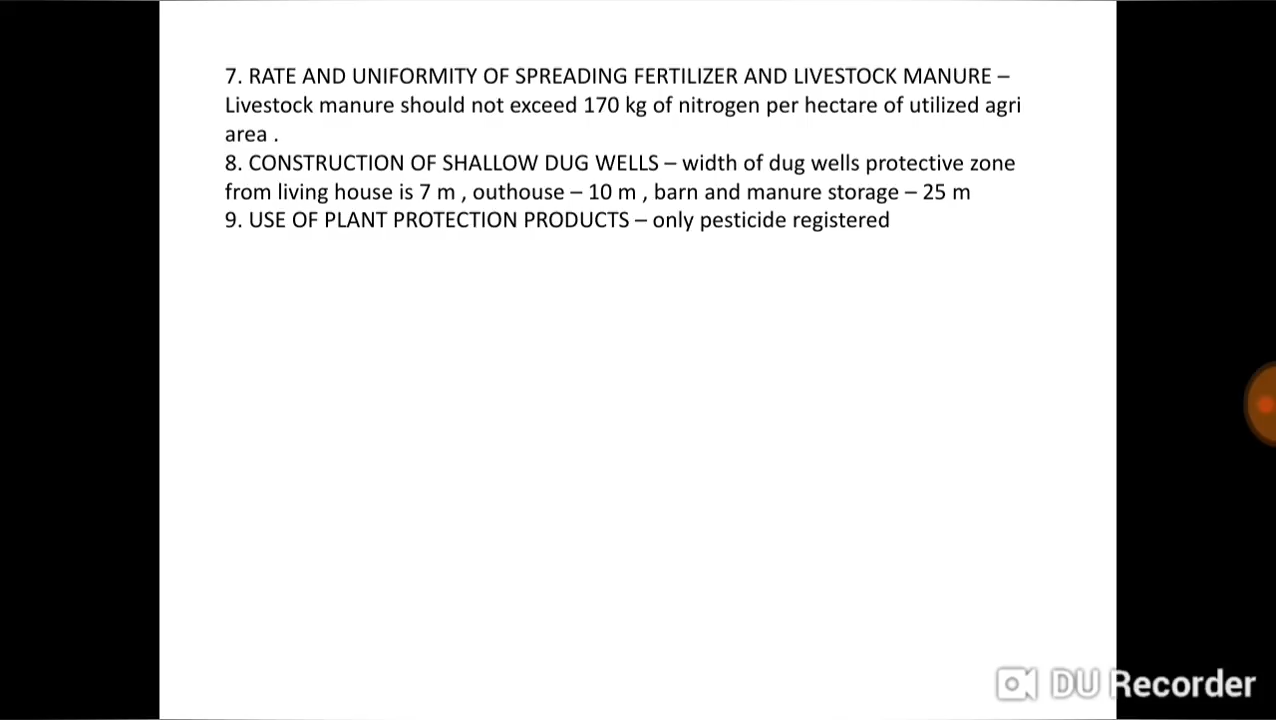 7. RATE AND UNIFORMITY OF SPREADING FERTILIZER AND LIVESTOCK MANURE –
Livestock manure should not exceed 170 kg of nitrogen per hectare of utilized agri
area .
8. CONSTRUCTION OF SHALLOW DUG WELLS – width of dug wells protective zone
from living house is 7 m , outhouse – 10 m , barn and manure storage – 25 m
9. USE OF PLANT PROTECTION PRODUCTS – only pesticide registered
DU Recorder